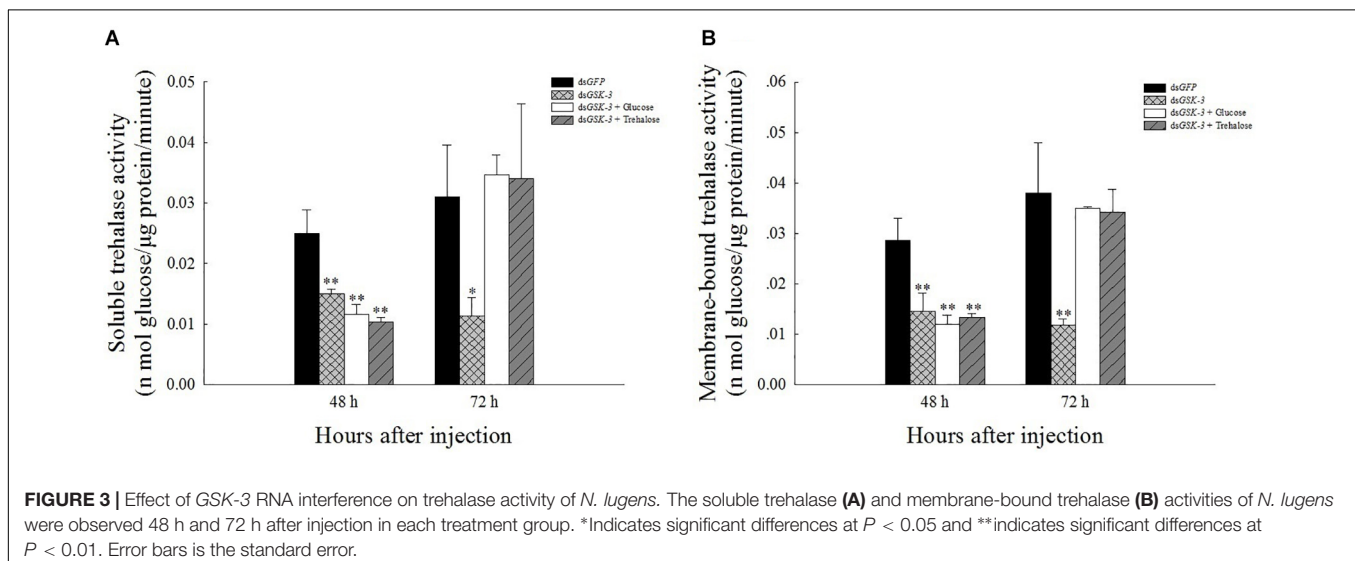 A
Soluble trehalase activity
(n mol glucose/μg protein/minute)
0.05
0.04
0.03
0.02
0.01
0.00
dsGFP
dsGSK-3
dsGSK-3 + Glucose
dsGSK-3 + Trehalose
**
**
**
*
48 h
72 h
Hours after injection
B
Membrane-bound trehalase activity
(n mol glucose/μg protein/minute)
.06
.05
.04
.03
.02
.01
0.00
dsGFP
dsGSK-3
dsGSK-3 + Glucose
dsGSK-3 + Trehalose
**
**
**
**
48 h
72 h
Hours after injection
FIGURE 3 | Effect of GSK-3 RNA interference on trehalase activity of N. lugens. The soluble trehalase (A) and membrane-bound trehalase (B) activities of N. lugens
were observed 48 h and 72 h after injection in each treatment group. *Indicates significant differences at P < 0.05 and **indicates significant differences at
P < 0.01. Error bars is the standard error.